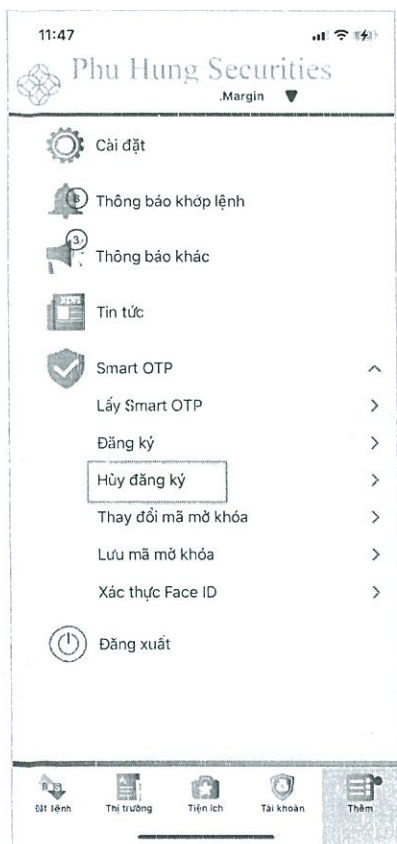 11:47
Phu Hung Securities
.Margin ▼
Cài đặt
8
Thông báo khớp lệnh
3
Thông báo khác
Tin tức
Smart OTP
Lấy Smart OTP
Đăng ký
Hủy đăng ký
Thay đổi mã mở khóa
Lưu mã mở khóa
Xác thực Face ID
Đăng xuất
Đặt lệnh Thị trường Tiện ích Tài khoản Thêm